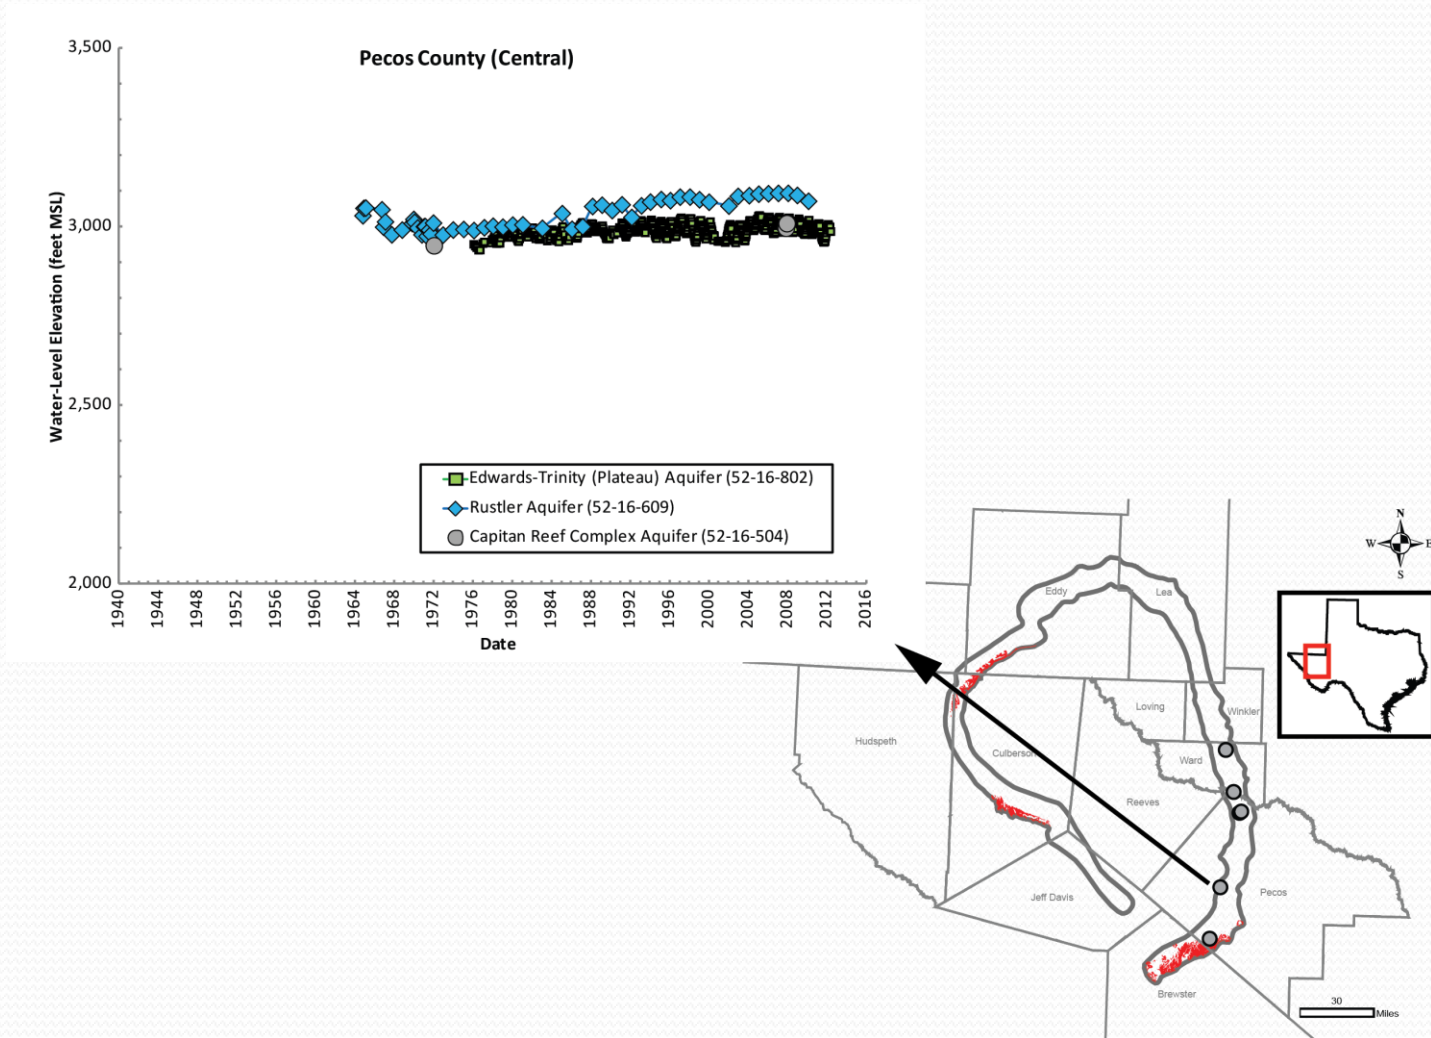 Pecos County (Central)
Water-Level Elevation (feet MSL)
3,500
3,000
2,500
2,000
Edwards-Trinity (Plateau) Aquifer (52-16-802)
Rustler Aquifer (52-16-609)
Capitan Reef Complex Aquifer (52-16-504)
1940
1944
1948
1952
1956
1960
1964
1968
1972
1976
1980
1984
1988
1992
1996
2000
2004
2008
2012
2016
Date
N
W
E
S
Eddy
Lea
Loving
Winkler
Hudspeth
Culberson
Ward
Reeves
Jeff Davis
Pecos
Brewster
30
Miles